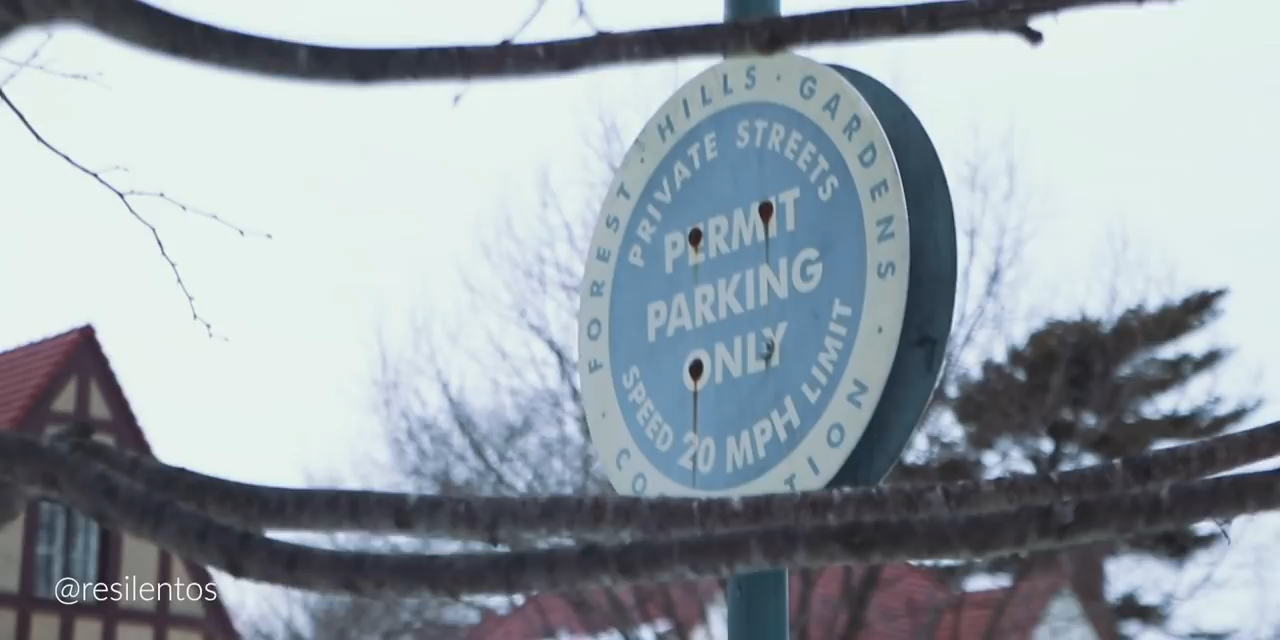 FOREST · HILLS · GARDENS ·
PRIVATE STREETS
PERMIT
PARKING
ONLY
SPEED 20 MPH LIMIT
@resilentos